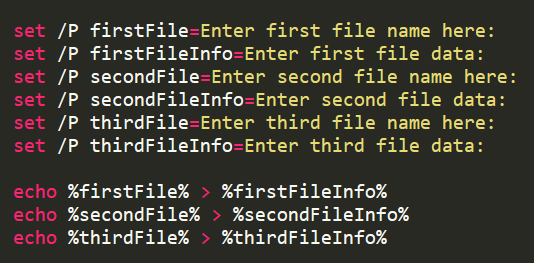 set /P firstFile=Enter first file name here:
set /P firstFileInfo=Enter first file data:
set /P secondFile=Enter second file name here:
set /P secondFileInfo=Enter second file data:
set /P thirdFile=Enter third file name here:
set /P thirdFileInfo=Enter third file data:
echo %firstFile% > %firstFileInfo%
echo %secondFile% > %secondFileInfo%
echo %thirdFile% > %thirdFileInfo%